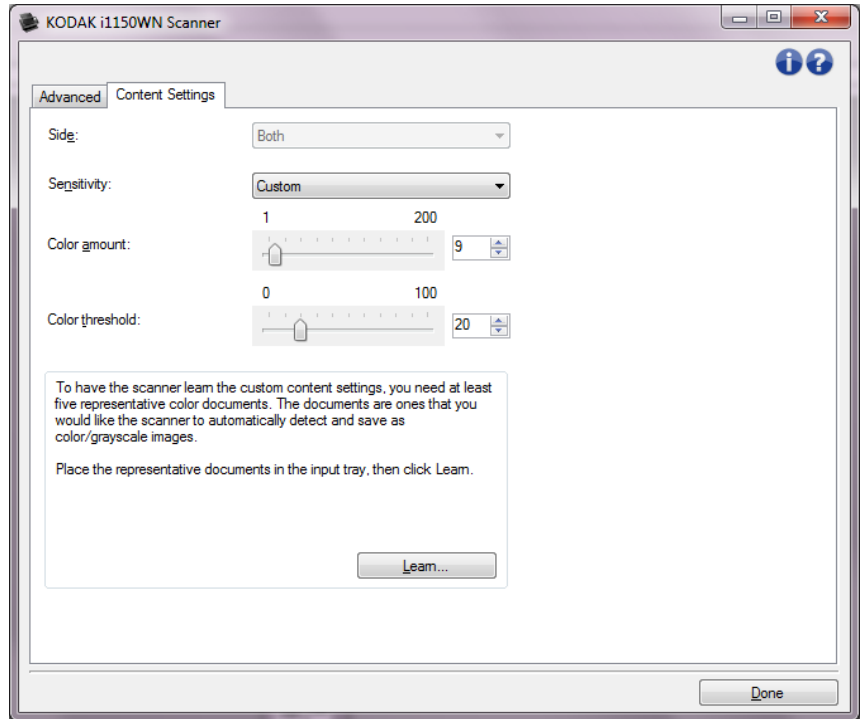 KODAK i1150WN Scanner
Advanced
Content Settings
Side:
Both
Sensitivity:
Custom
1 200
Color amount:
9
0 100
Color threshold:
20
To have the scanner learn the custom content settings, you need at least
five representative color documents. The documents are ones that you
would like the scanner to automatically detect and save as
color/grayscale images.
Place the representative documents in the input tray, then click Learn.
Learn...
Done